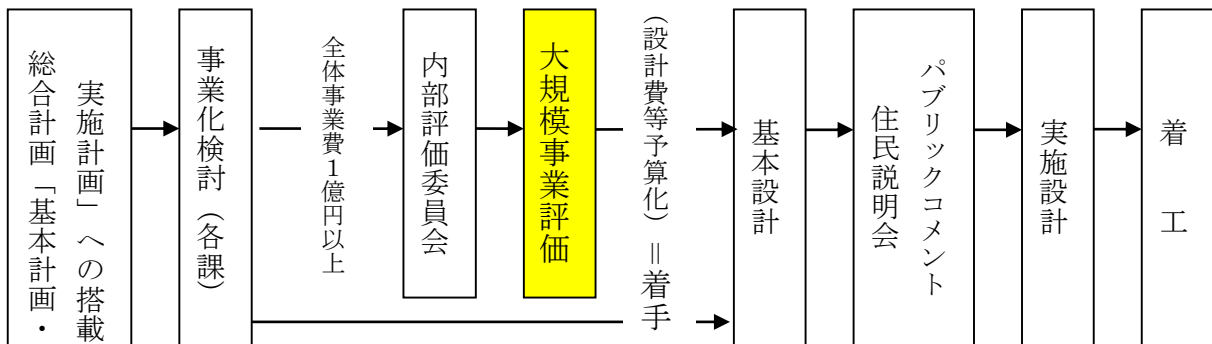 総合計画「基本計画・
実施計画」への搭載
事業化検討（各課）
全体事業費１億円以上
内部評価委員会
大規模事業評価
（設計費等予算化）＝着手
基本設計
住民説明会
パブリックコメント
実施設計
着　工